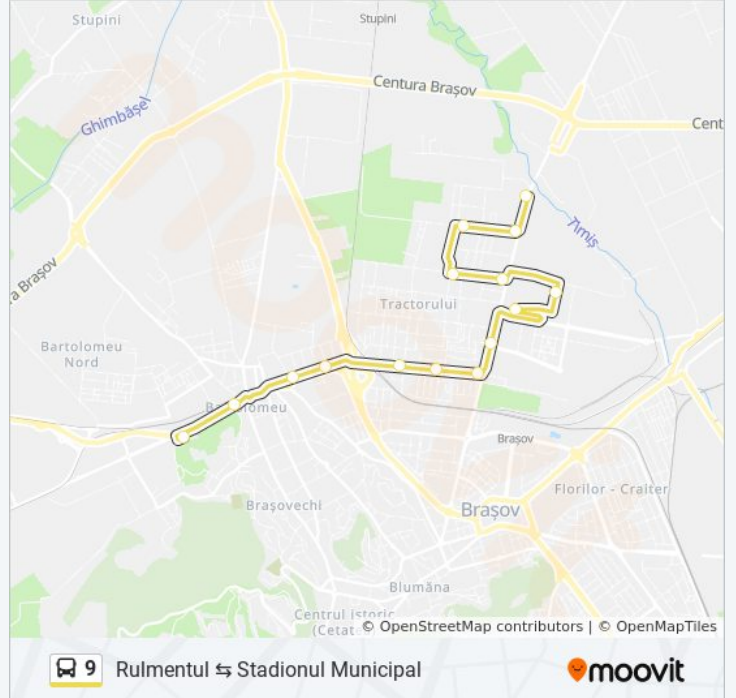 Stupini
Stupini
Centura Brașov
Ghimbășel
Cent
Timiș
a Brașov
Tractorului
Bartolomeu
Nord
Bartolomeu
Brașov
Florilor - Craiter
Brașovechi
Brașov
Blumăna
Centrul istoric
(Cetat
© OpenStreetMap contributors | © OpenMapTiles
9 Rulmentul ⇆ Stadionul Municipal
moovit